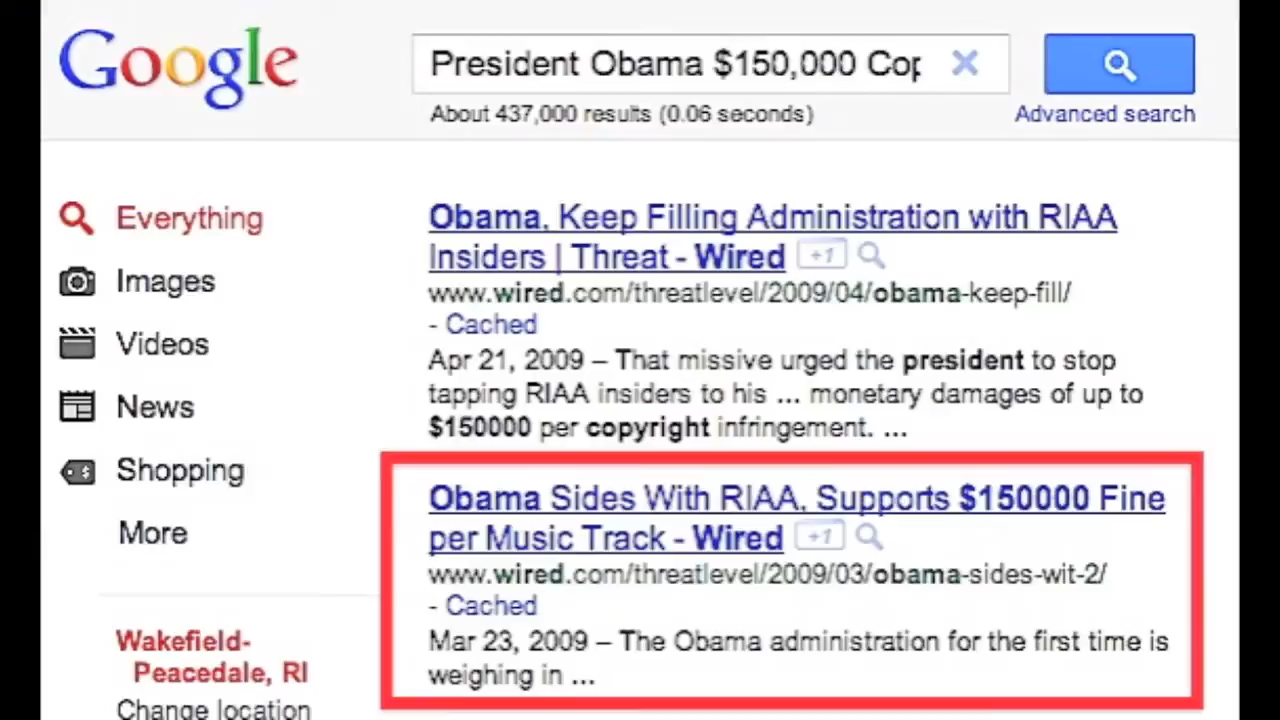 Google
President Obama $150,000 Cop
About 437,000 results (0.06 seconds)
Advanced search
Everything
Images
Videos
News
Shopping
More
Wakefield-
Peacedale, RI
Change location
Obama, Keep Filling Administration with RIAA
Insiders | Threat - Wired +1
www.wired.com/threatlevel/2009/04/obama-keep-fill/
- Cached
Apr 21, 2009 – That missive urged the president to stop
tapping RIAA insiders to his ... monetary damages of up to
$150000 per copyright infringement. ...
Obama Sides With RIAA, Supports $150000 Fine
per Music Track - Wired +1
www.wired.com/threatlevel/2009/03/obama-sides-wit-2/
- Cached
Mar 23, 2009 – The Obama administration for the first time is
weighing in ...